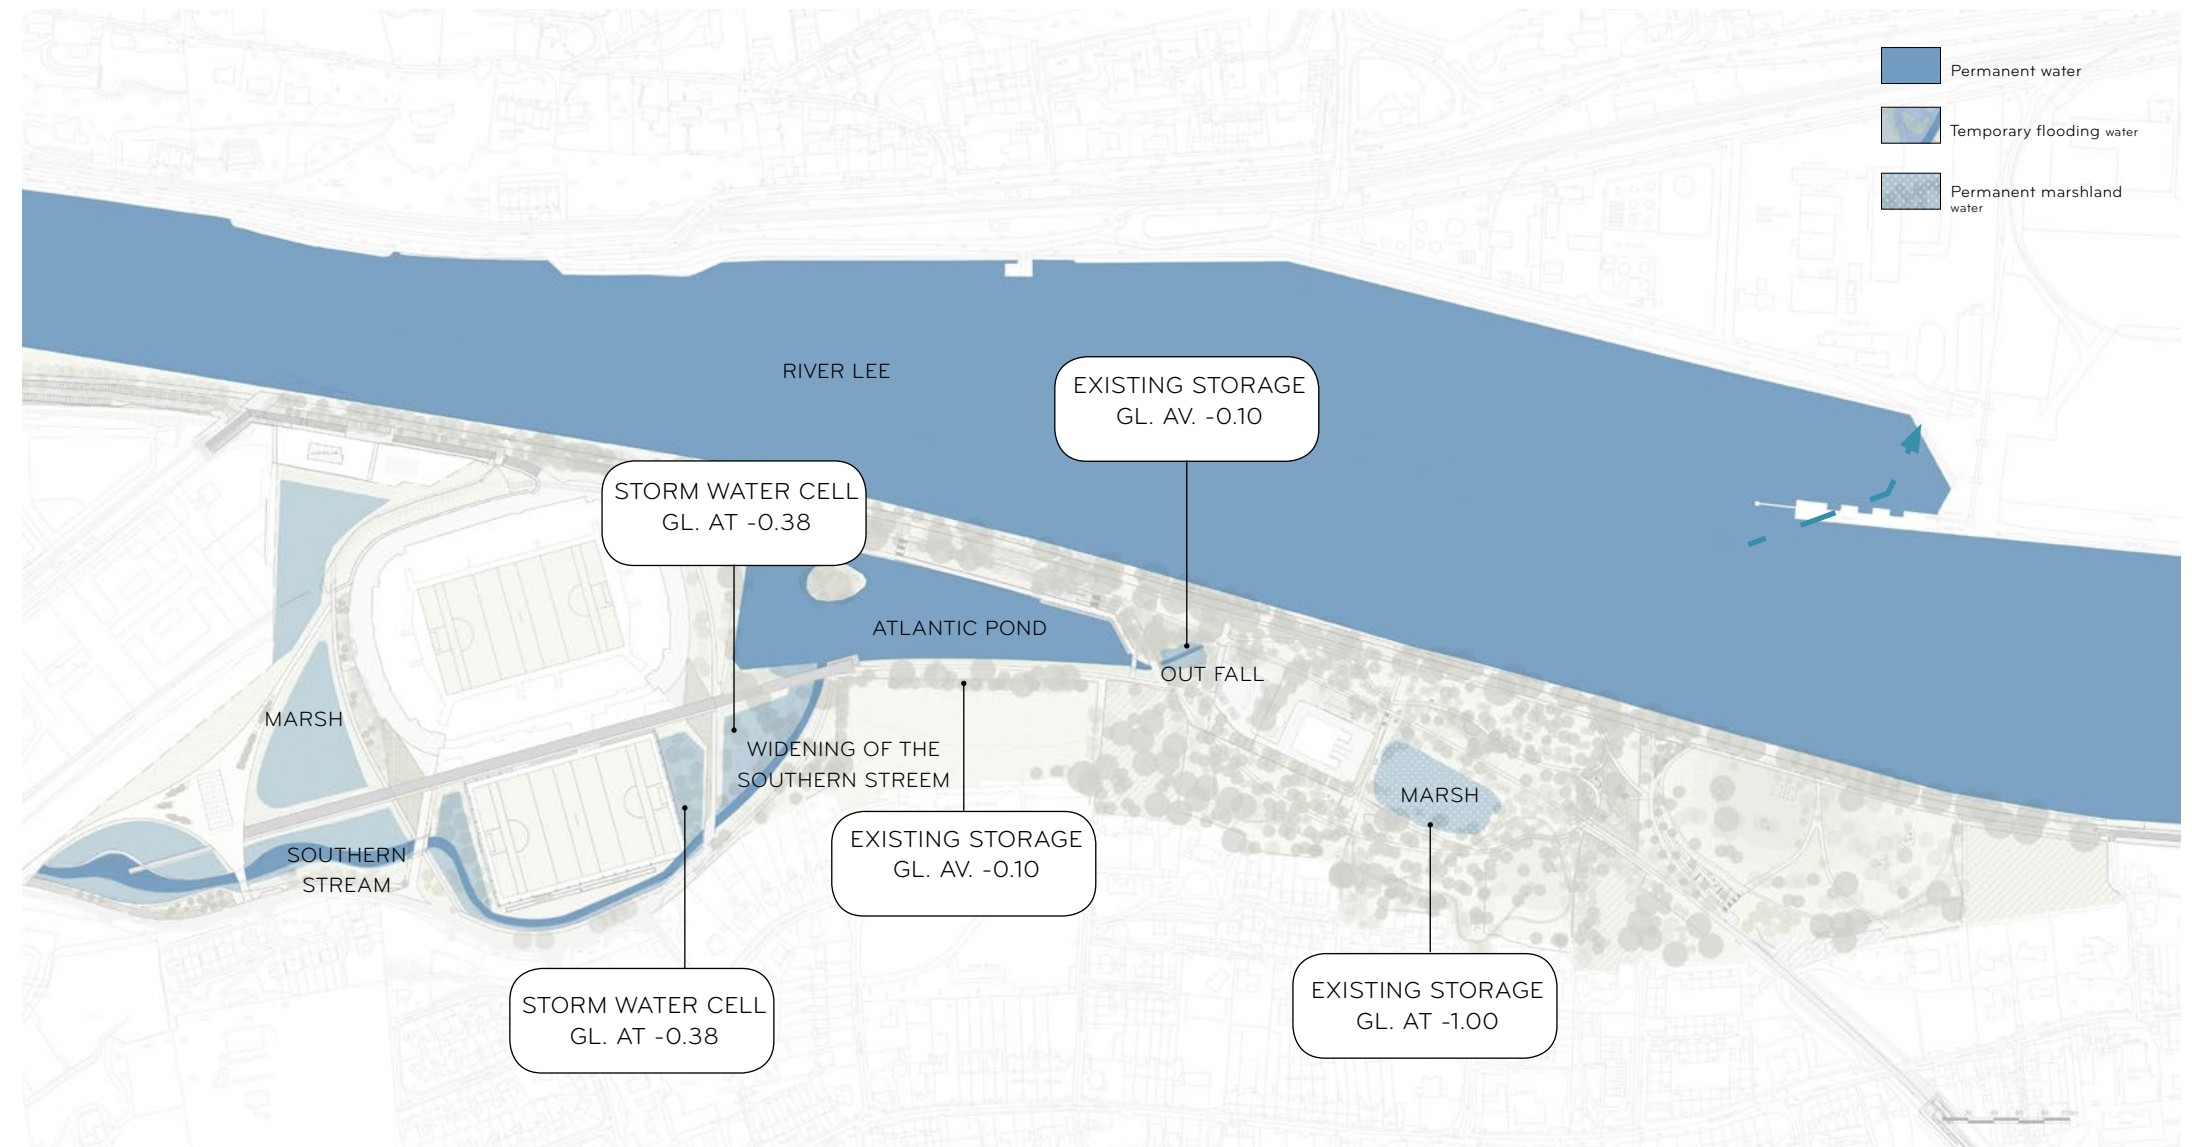 Permanent water
Temporary flooding water
Permanent marshland
water
RIVER LEE
EXISTING STORAGE
GL. AV. -0.10
STORM WATER CELL
GL. AT -0.38
ATLANTIC POND
OUT FALL
MARSH
WIDENING OF THE
SOUTHERN STREEM
MARSH
EXISTING STORAGE
GL. AV. -0.10
SOUTHERN
STREAM
STORM WATER CELL
GL. AT -0.38
EXISTING STORAGE
GL. AT -1.00